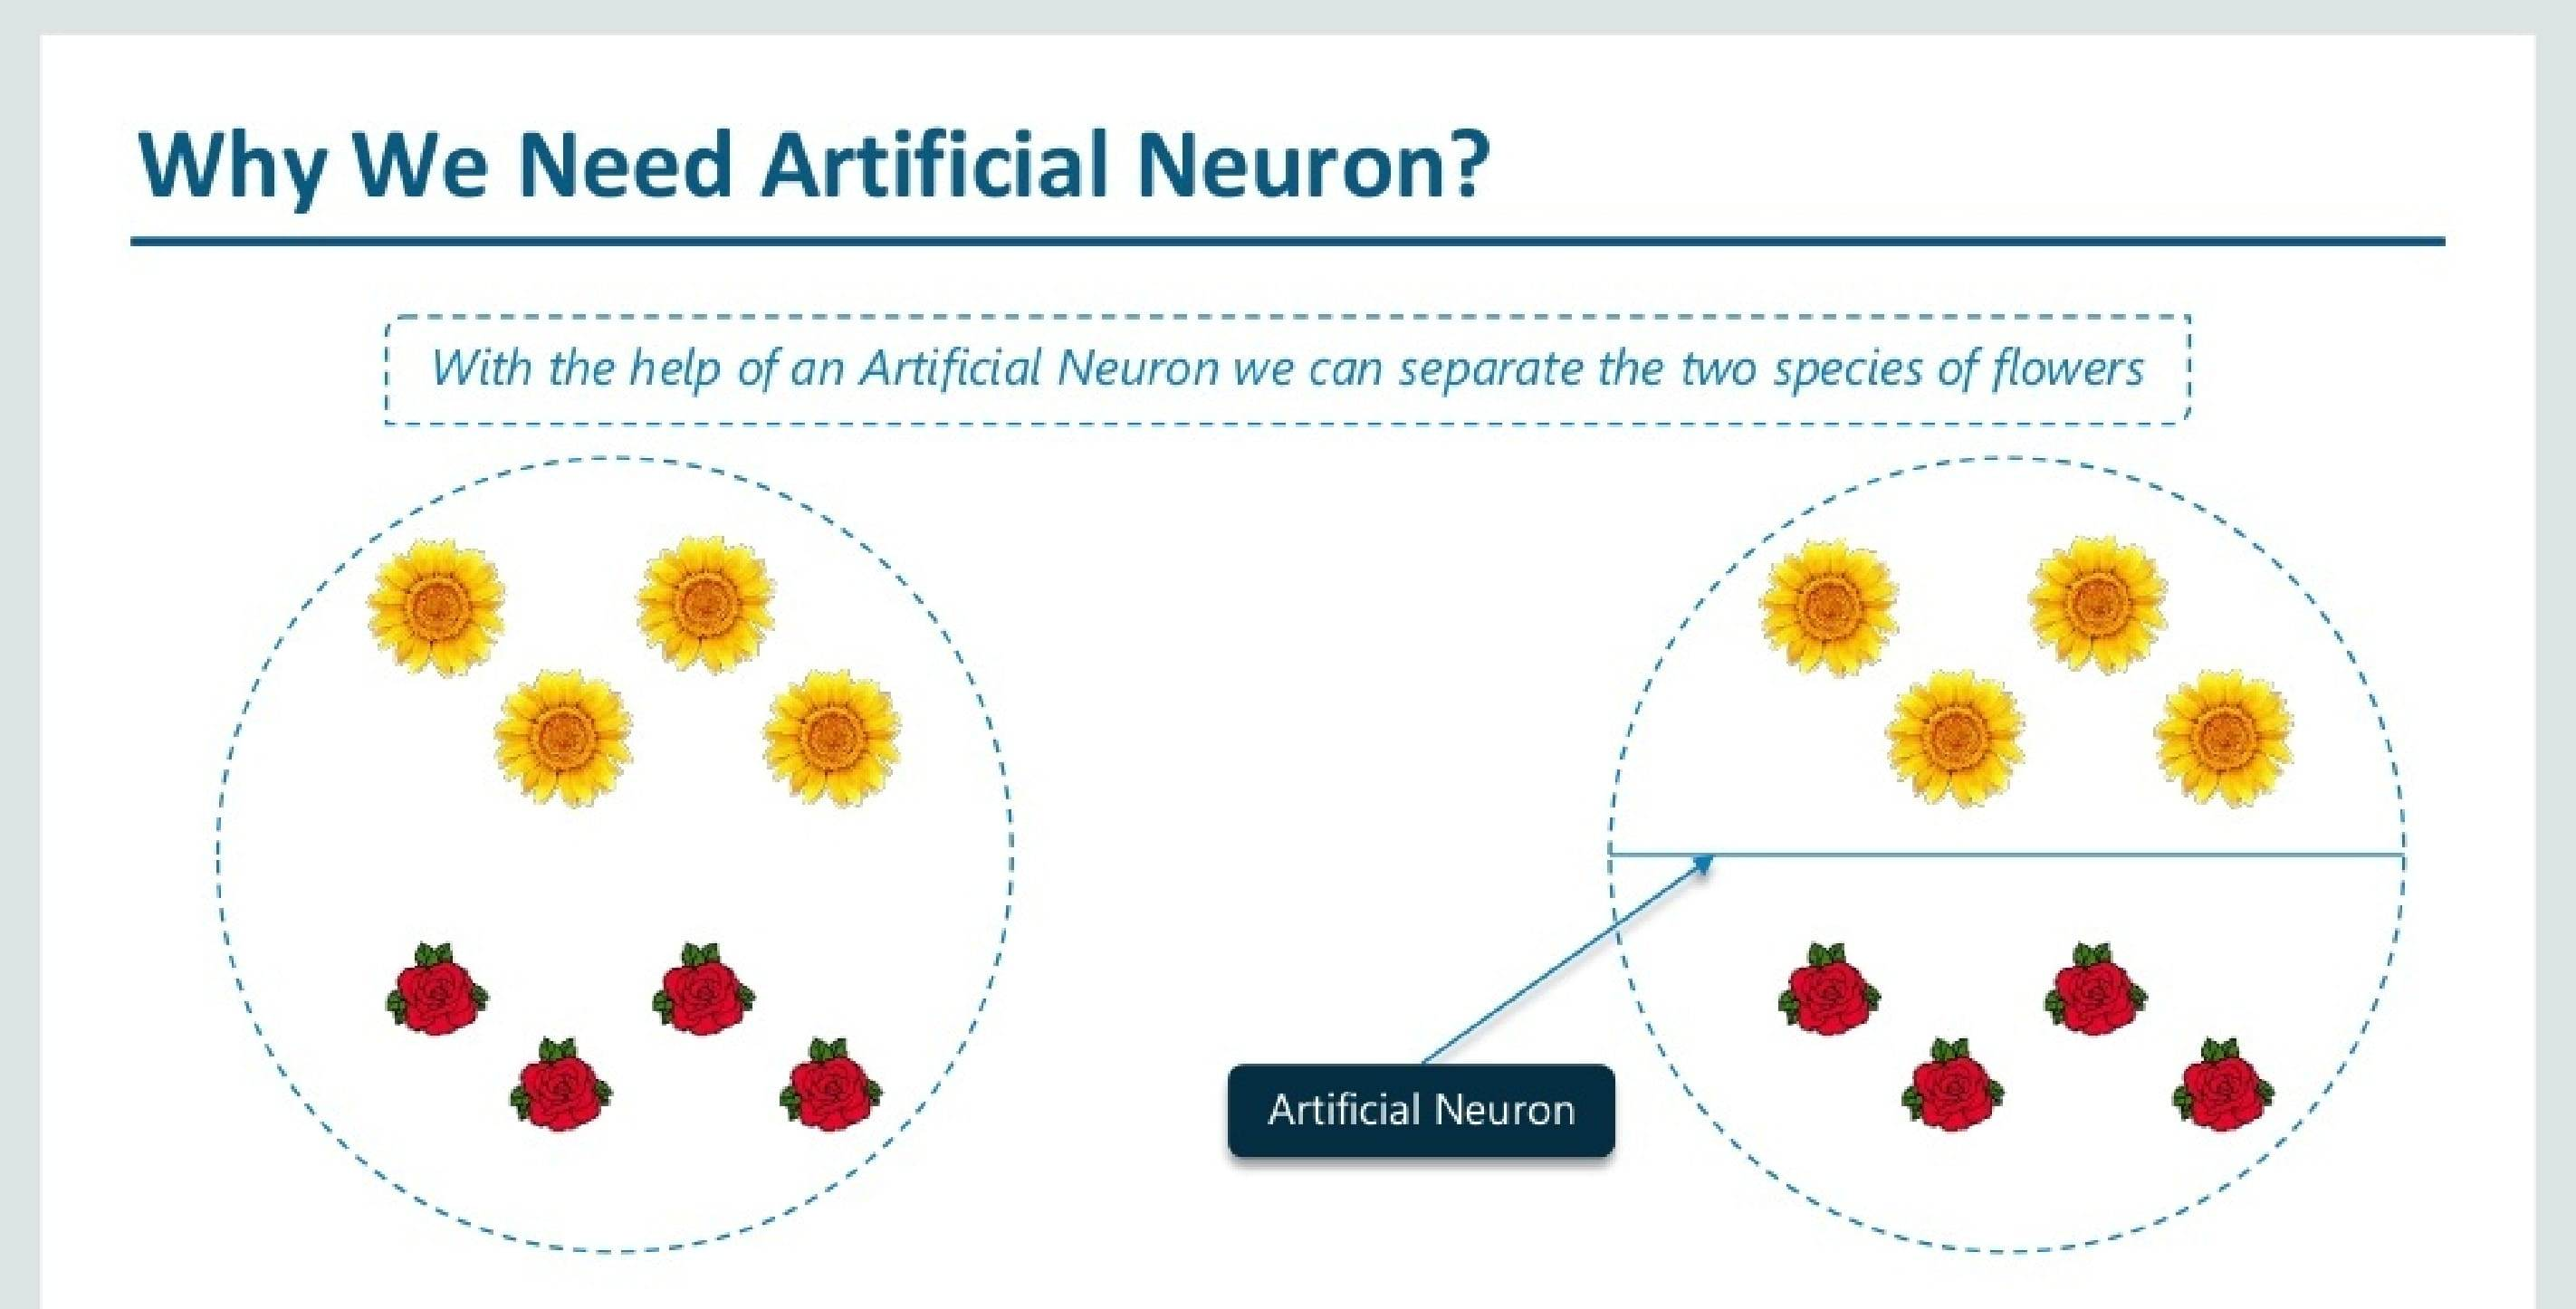 Why We Need Artificial Neuron?
With the help of an Artificial Neuron we can separate the two species of flowers
Artificial Neuron